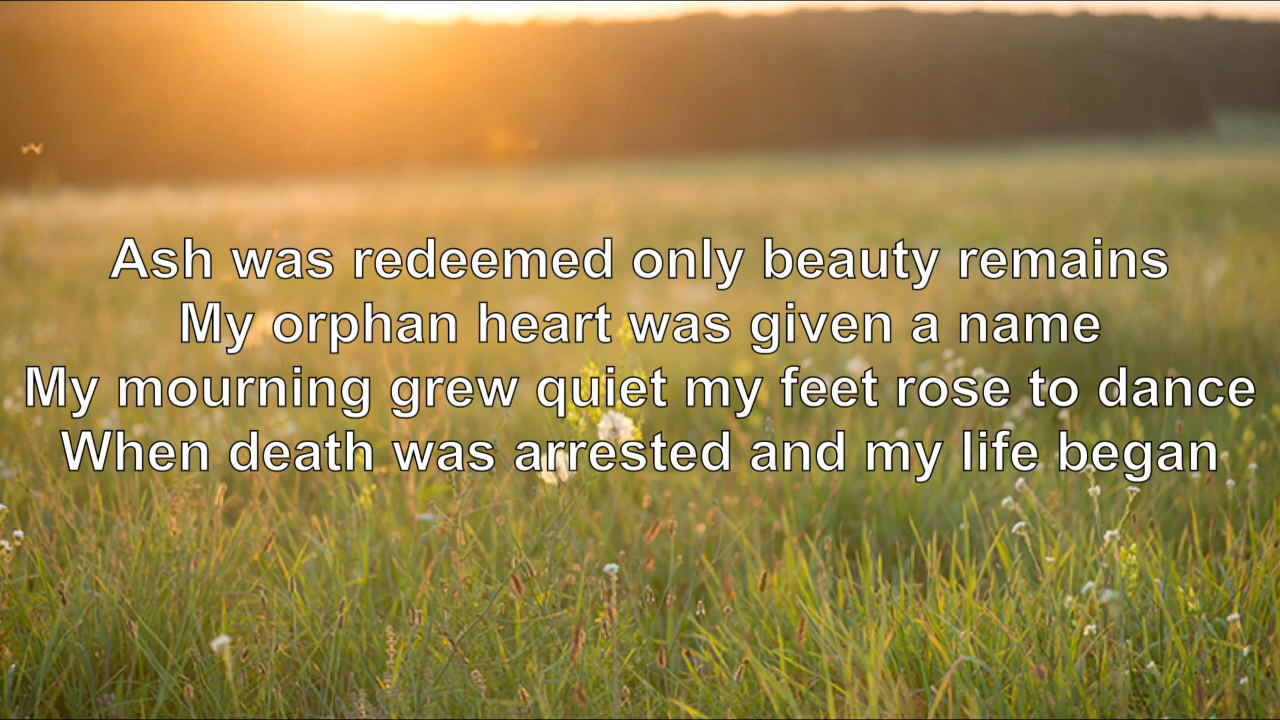 Ash was redeemed only beauty remains
My orphan heart was given a name
My mourning grew quiet my feet rose to dance
When death was arrested and my life began